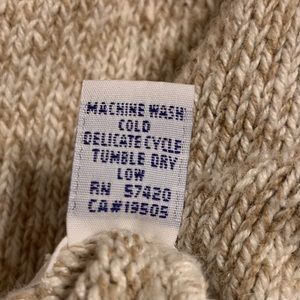 MACHINE WASH
COLD
DELICATE CYCLE
TUMBLE DRY
LOW
RN 57420
CA#19505